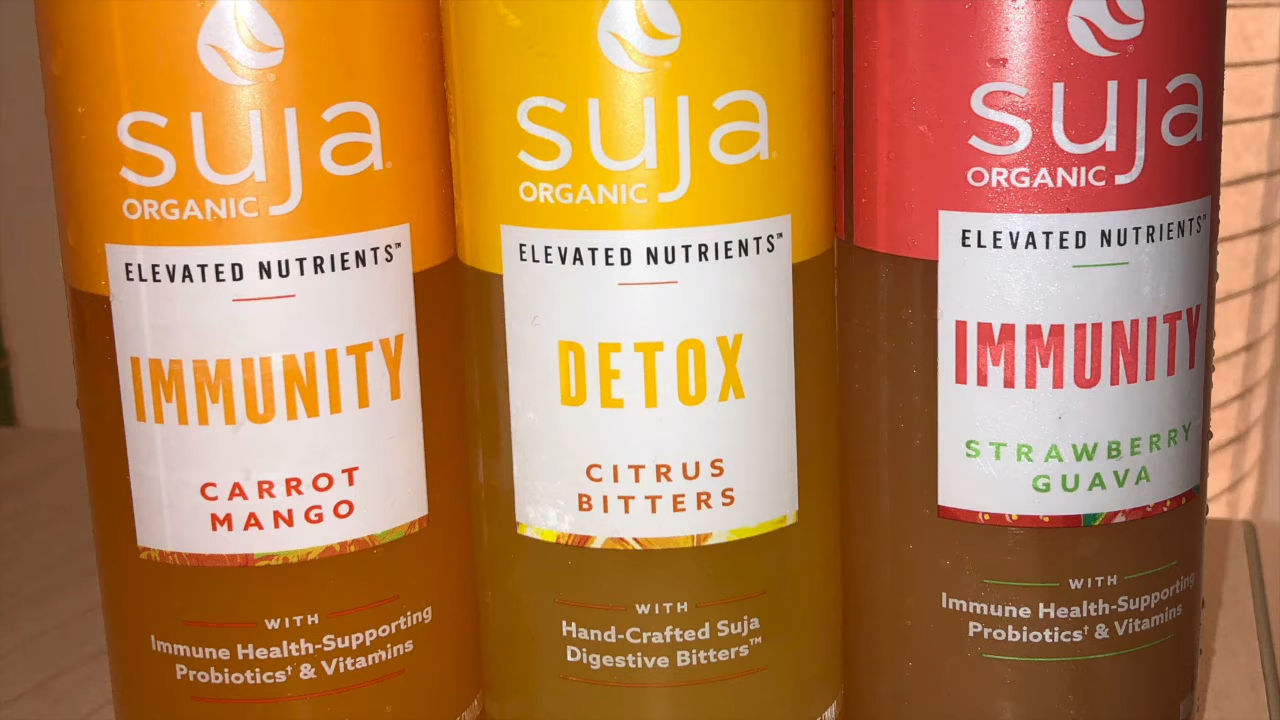 suja
ORGANIC
ELEVATED NUTRIENTS™
IMMUNITY
CARROT
MANGO
WITH
Immune Health-Supporting
Probiotics† & Vitamins
suja
ORGANIC
ELEVATED NUTRIENTS™
DETOX
CITRUS
BITTERS
WITH
Hand-Crafted Suja
Digestive Bitters™
suja
ORGANIC
ELEVATED NUTRIENTS™
IMMUNITY
STRAWBERRY
GUAVA
WITH
Immune Health-Supporting
Probiotics† & Vitamins